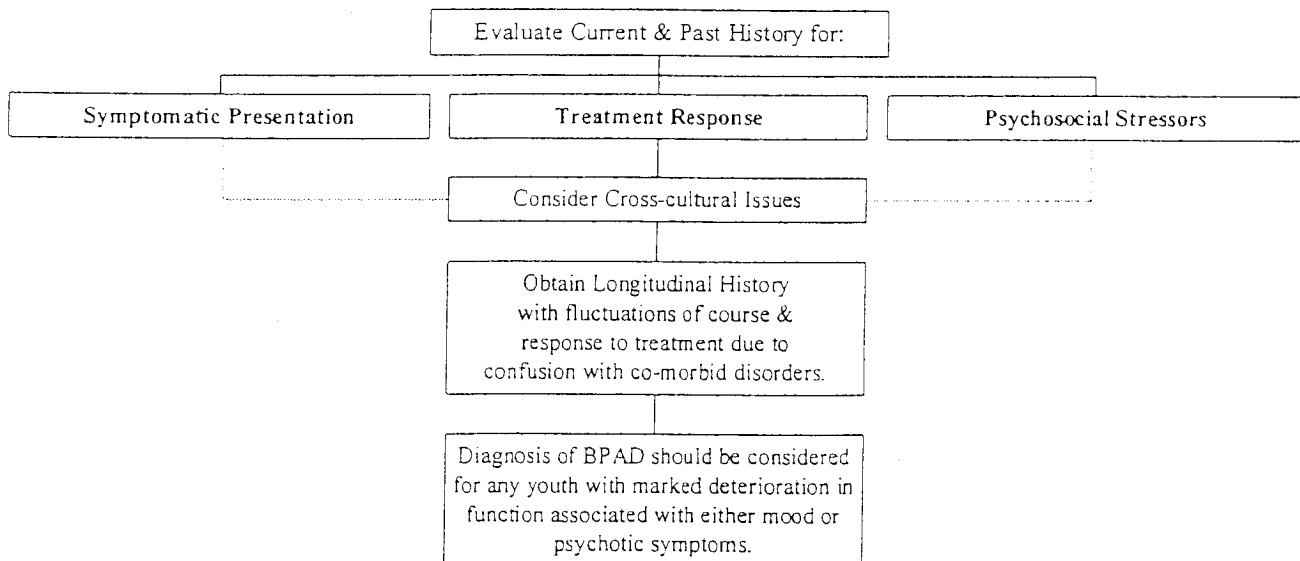 Evaluate Current & Past History for:
Symptomatic Presentation
Treatment Response
Psychosocial Stressors
Consider Cross-cultural Issues
Obtain Longitudinal History
with fluctuations of course &
response to treatment due to
confusion with co-morbid disorders.
Diagnosis of BPAD should be considered
for any youth with marked deterioration in
function associated with either mood or
psychotic symptoms.